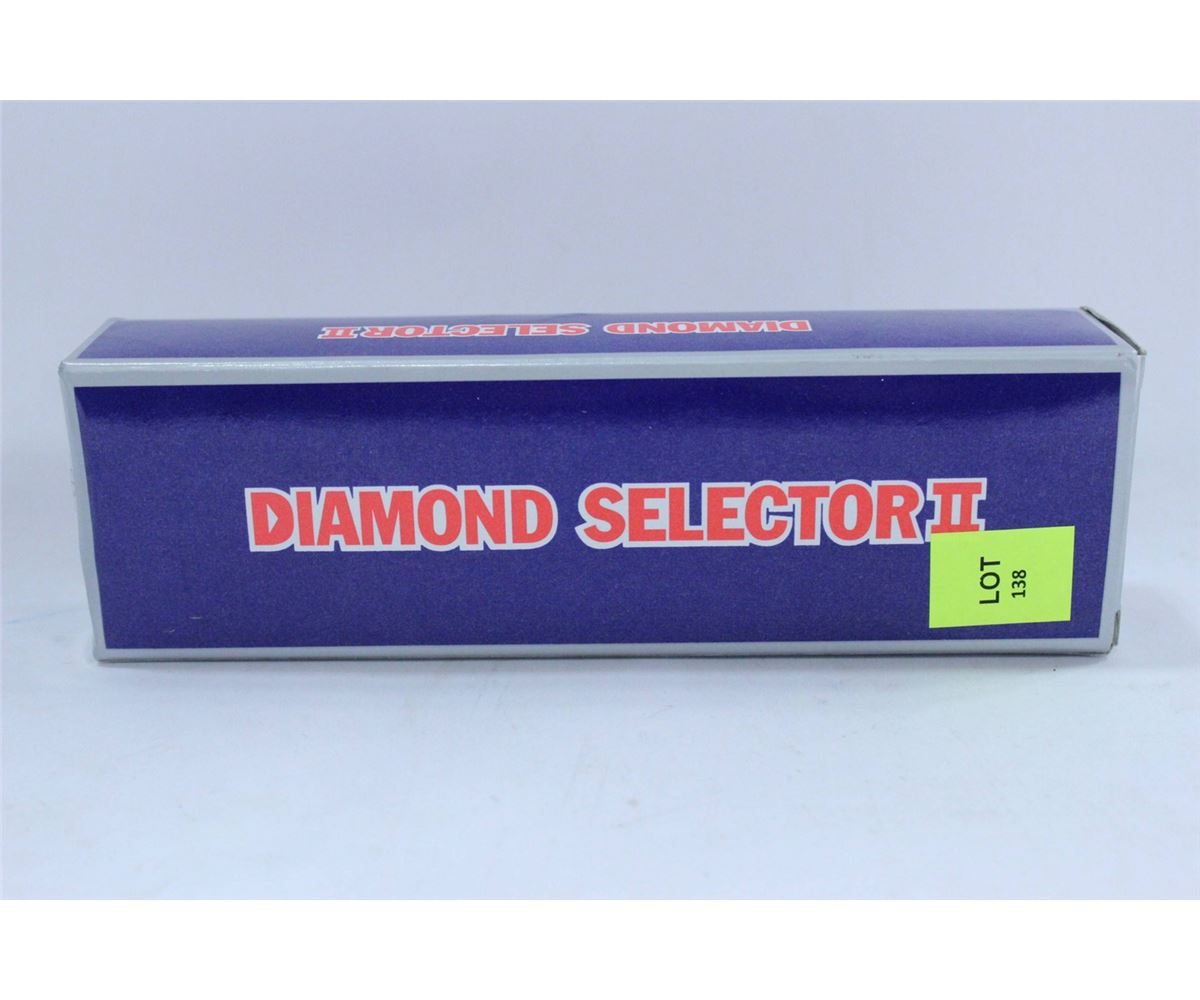 DIAMOND SELECTOR II
DIAMOND SELECTOR II
LOT
138